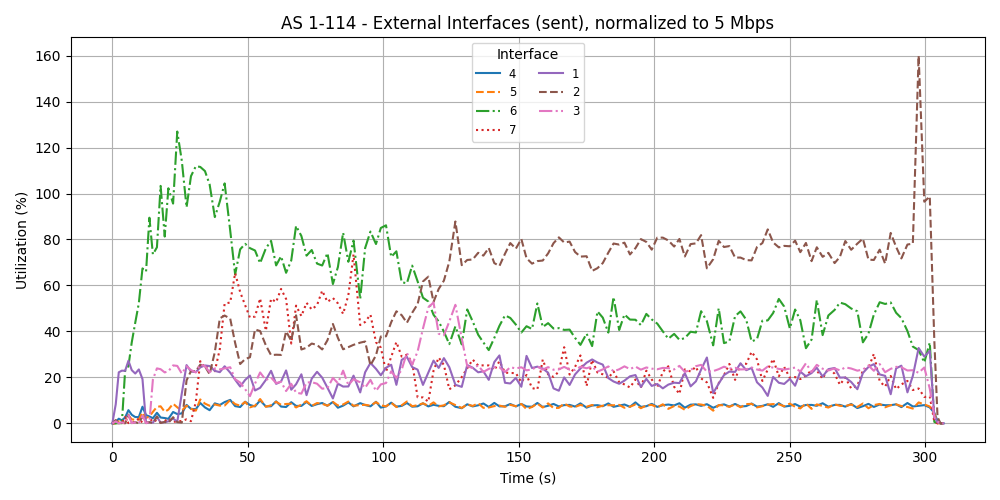 AS 1-114 - External Interfaces (sent), normalized to 5 Mbps
Interface
4 1
5 2
6 3
7
160
140
120
100
80
60
40
20
0
Utilization (%)
0 50 100 150 200 250 300
Time (s)